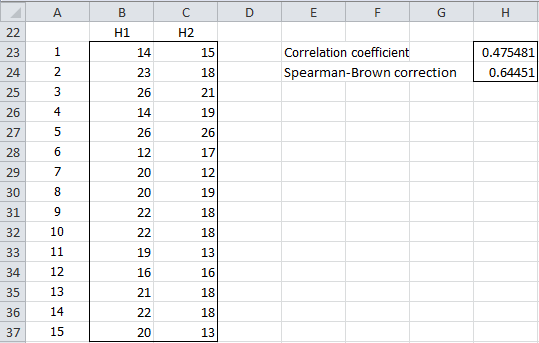 A B C D E F G H
22 H1 H2
23 1 14 15 Correlation coefficient 0.475481
24 2 23 18 Spearman-Brown correction 0.64451
25 3 26 21
26 4 14 19
27 5 26 26
28 6 12 17
29 7 20 12
30 8 20 19
31 9 22 18
32 10 22 18
33 11 19 13
34 12 16 16
35 13 21 18
36 14 22 18
37 15 20 13